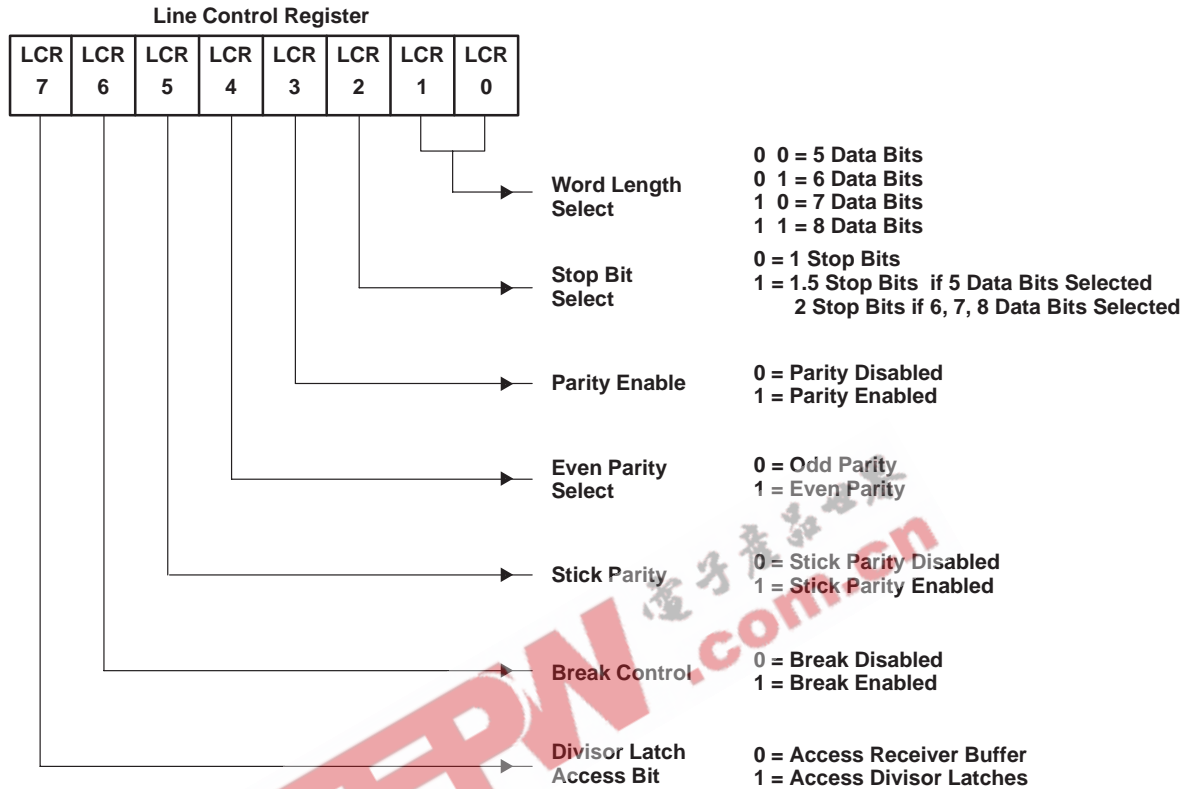 Line Control Register
LCR LCR LCR LCR LCR LCR LCR LCR
7 6 5 4 3 2 1 0
Word Length
Select
0 0 = 5 Data Bits
0 1 = 6 Data Bits
1 0 = 7 Data Bits
1 1 = 8 Data Bits
Stop Bit
Select
0 = 1 Stop Bits
1 = 1.5 Stop Bits if 5 Data Bits Selected
2 Stop Bits if 6, 7, 8 Data Bits Selected
Parity Enable
0 = Parity Disabled
1 = Parity Enabled
Even Parity
Select
0 = Odd Parity
1 = Even Parity
Stick Parity
0 = Stick Parity Disabled
1 = Stick Parity Enabled
Break Control
0 = Break Disabled
1 = Break Enabled
Divisor Latch
Access Bit
0 = Access Receiver Buffer
1 = Access Divisor Latches
電子產品世界
.com.cn